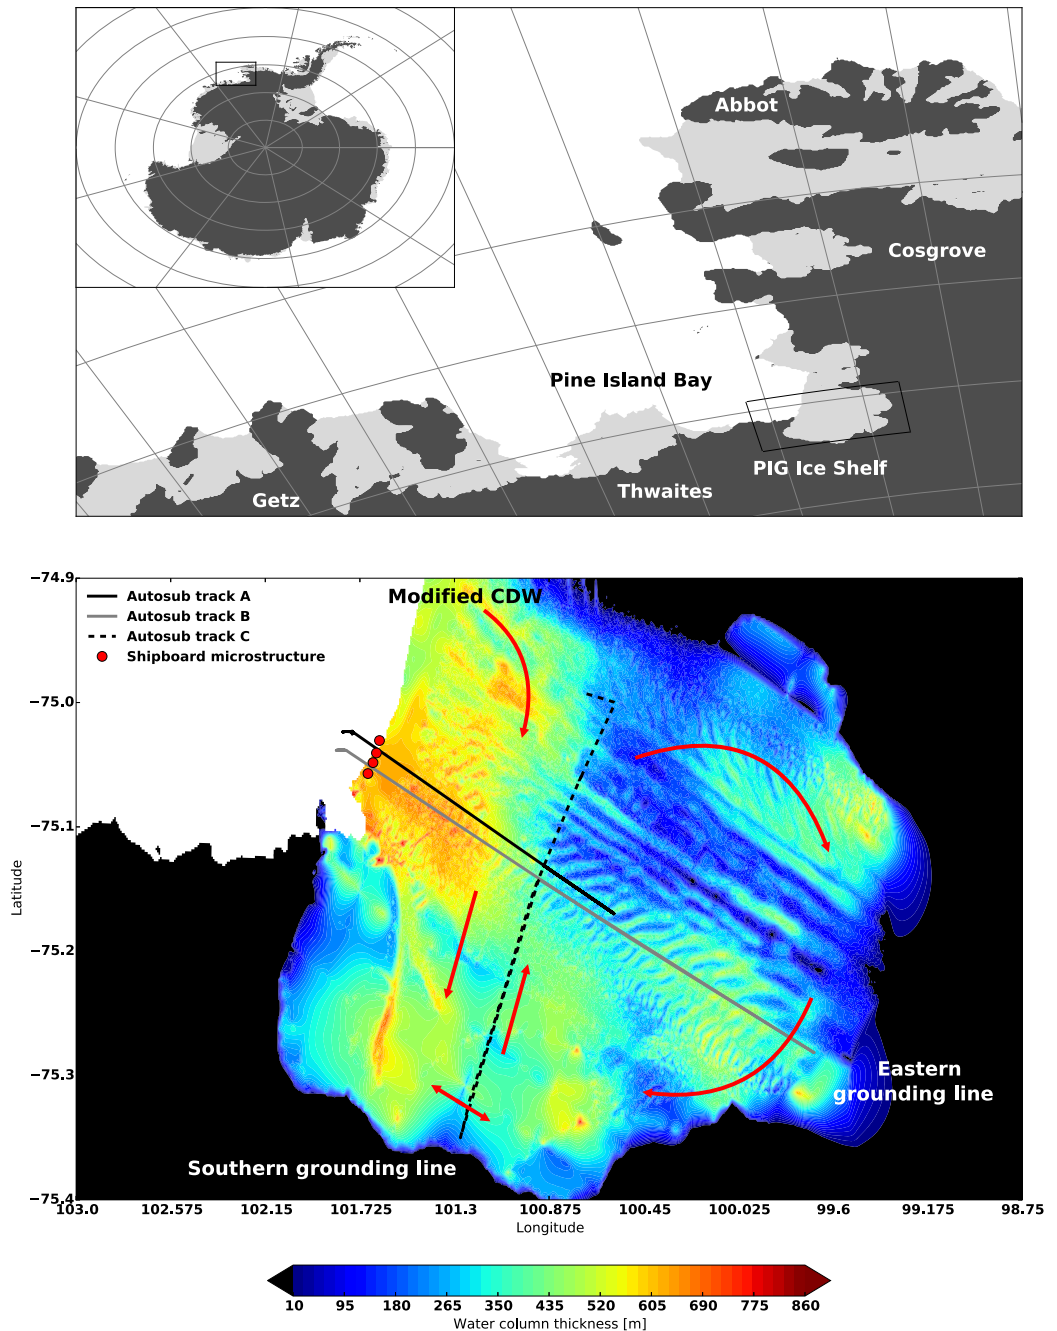 Abbot
Cosgrove
Pine Island Bay
PIG Ice Shelf
Thwaites
Getz
−74.9
−75.0
−75.1
−75.2
−75.3
−75.4
Latitude
Autosub track A
Autosub track B
Autosub track C
Shipboard microstructure
Modified CDW
Eastern
grounding line
Southern grounding line
103.0 102.575 102.15 101.725 101.3 100.875 100.45 100.025 99.6 99.175 98.75
Longitude
10 95 180 265 350 435 520 605 690 775 860
Water column thickness [m]